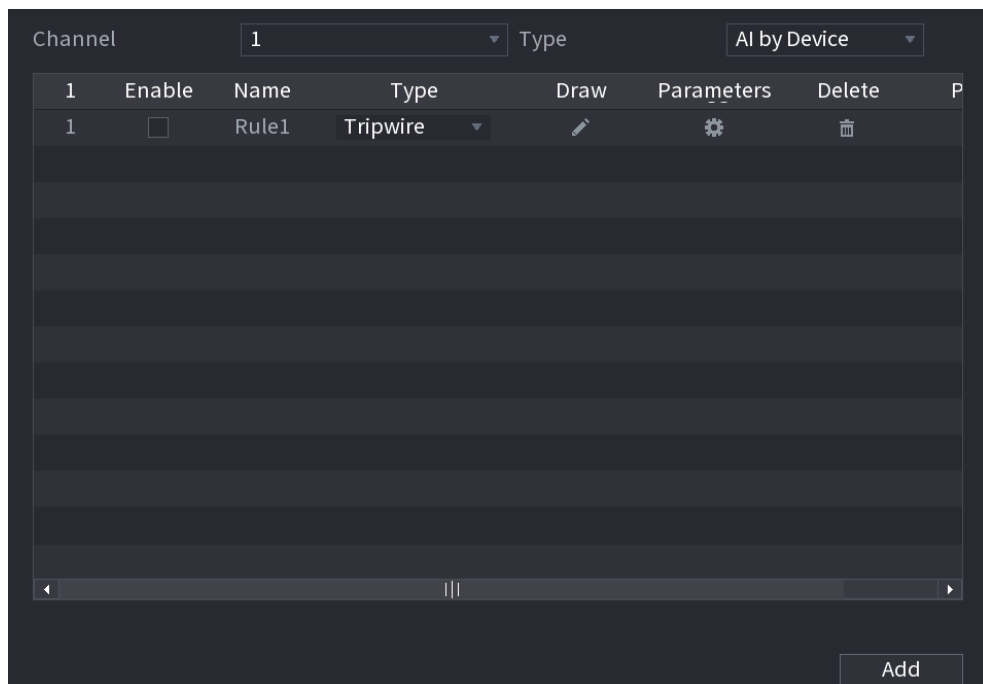 Channel 1 Type AI by Device
1 Enable Name Type Draw Parameters Delete P
1 Rule1 Tripwire
Add